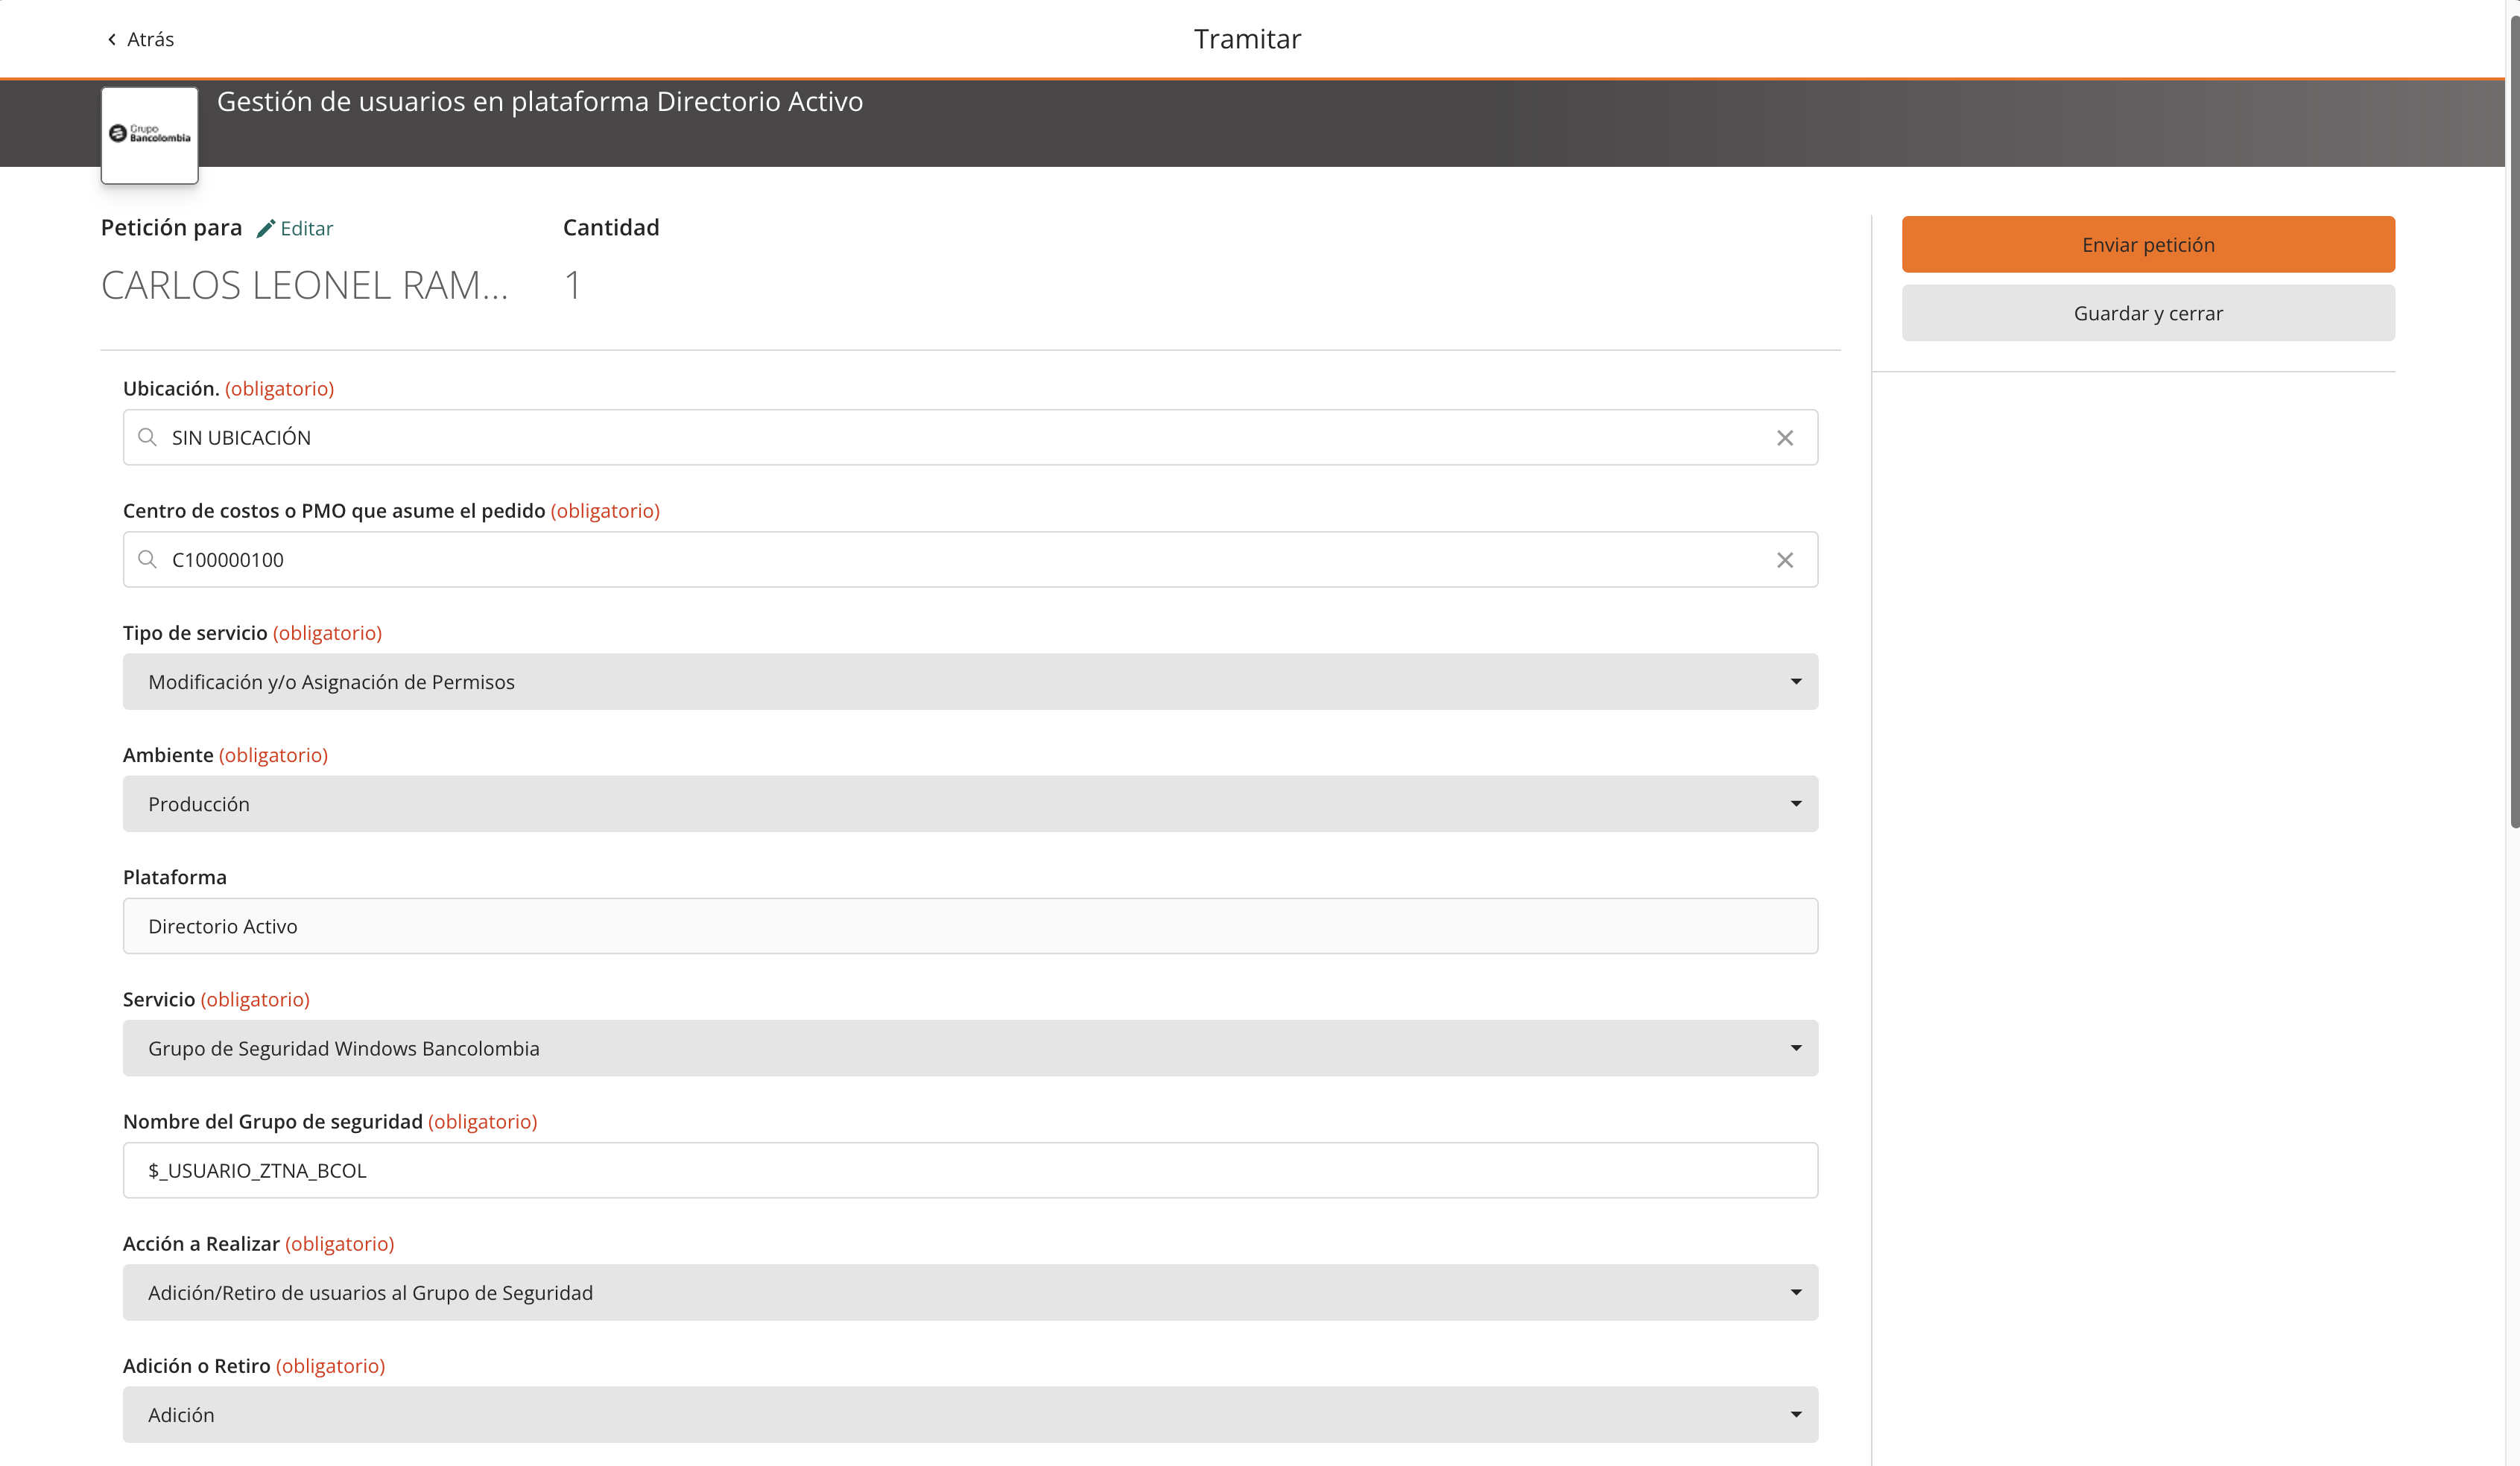 Atrás
Tramitar
Grupo
Bancolombia
Gestión de usuarios en plataforma Directorio Activo
Petición para Editar
Cantidad
CARLOS LEONEL RAM...
1
Enviar petición
Guardar y cerrar
Ubicación. (obligatorio)
SIN UBICACIÓN
Centro de costos o PMO que asume el pedido (obligatorio)
C100000100
Tipo de servicio (obligatorio)
Modificación y/o Asignación de Permisos
Ambiente (obligatorio)
Producción
Plataforma
Directorio Activo
Servicio (obligatorio)
Grupo de Seguridad Windows Bancolombia
Nombre del Grupo de seguridad (obligatorio)
$_USUARIO_ZTNA_BCOL
Acción a Realizar (obligatorio)
Adición/Retiro de usuarios al Grupo de Seguridad
Adición o Retiro (obligatorio)
Adición